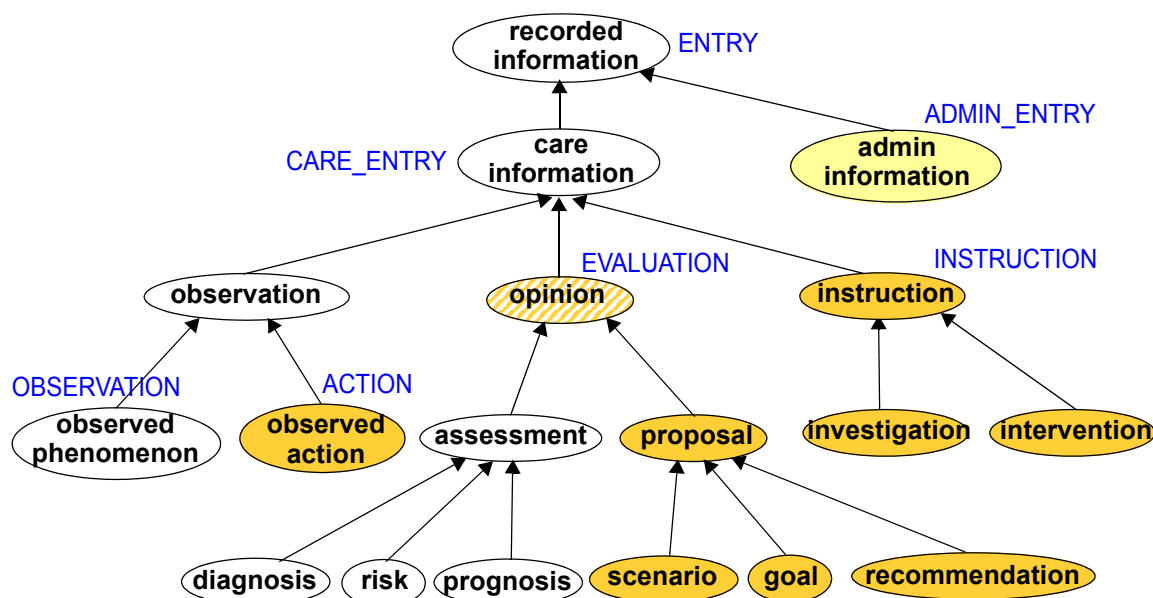 recorded
information
ENTRY
ADMIN_ENTRY
care
information
CARE_ENTRY
admin
information
EVALUATION
INSTRUCTION
observation
opinion
instruction
OBSERVATION
ACTION
observed
phenomenon
observed
action
assessment
proposal
investigation
intervention
diagnosis
risk
prognosis
scenario
goal
recommendation